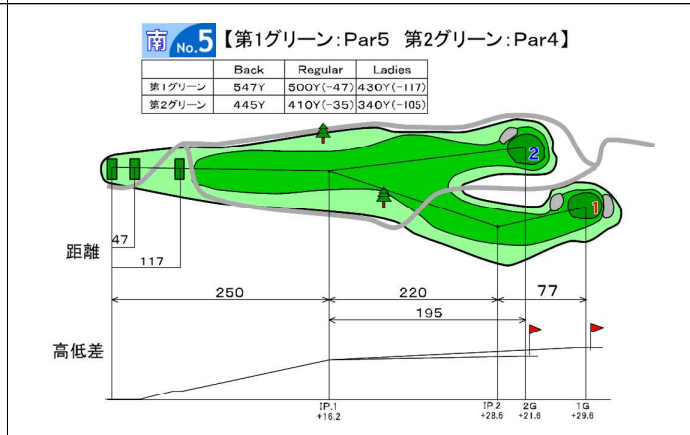 南 No.5 【第1グリーン:Par5 第2グリーン:Par4】
Back Regular Ladies
第1グリーン 547Y 500Y(-47) 430Y(-117)
第2グリーン 445Y 410Y(-35) 340Y(-105)
2
1
距離
47
117
250 220 77
195
高低差
IP.1 IP.2 2G 1G
+16.2 +28.6 +21.6 +29.6